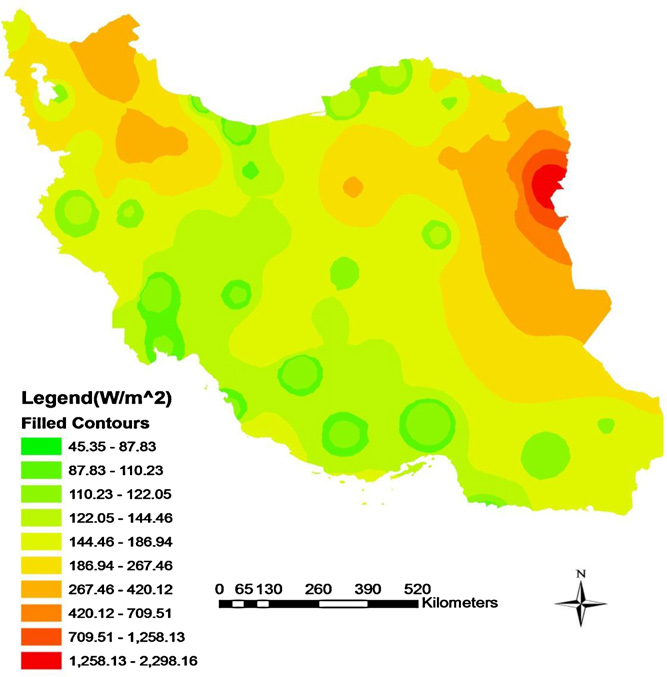 Legend(W/m^2)
Filled Contours
45.35 - 87.83
87.83 - 110.23
110.23 - 122.05
122.05 - 144.46
144.46 - 186.94
186.94 - 267.46
267.46 - 420.12
420.12 - 709.51
709.51 - 1,258.13
1,258.13 - 2,298.16
0 65 130 260 390 520
Kilometers
N